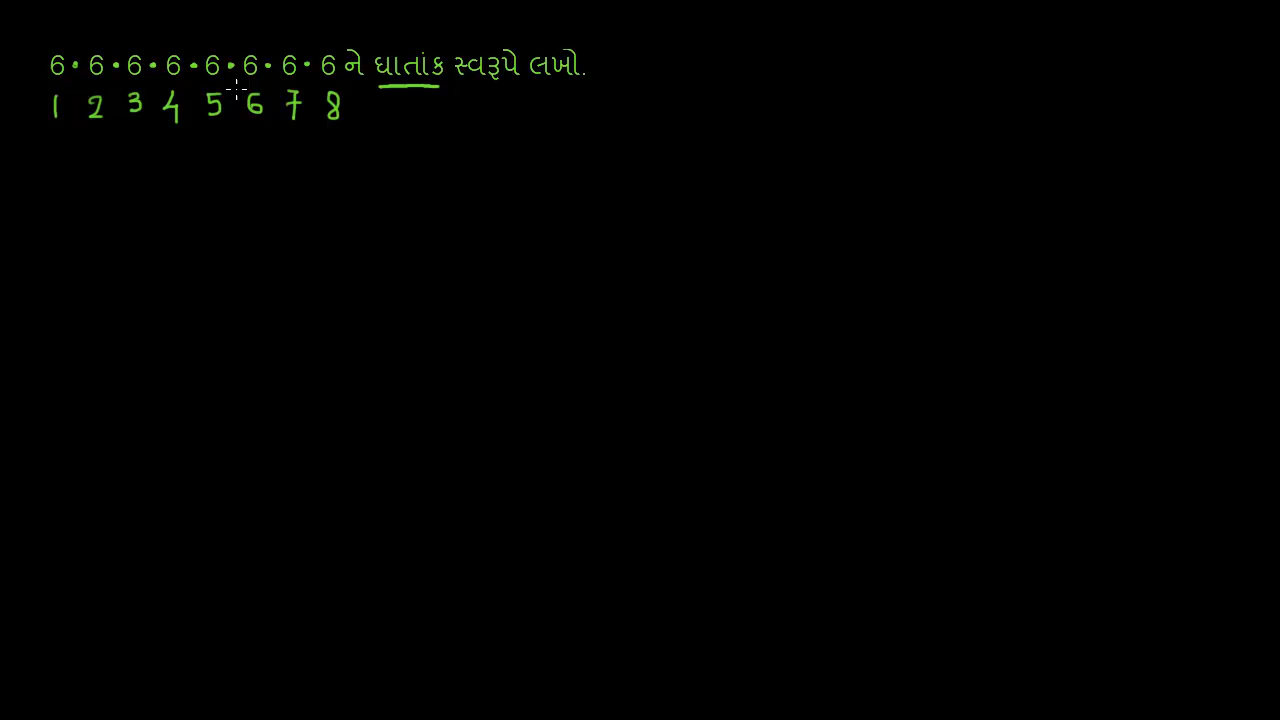 6 · 6 · 6 · 6 · 6 · 6 · 6 · 6 ને ઘાતાંક સ્વરૂપે લખો.
1 2 3 4 5 6 7 8